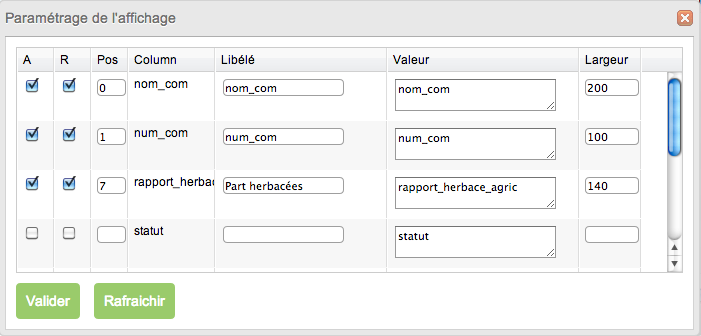 Paramétrage de l'affichage
A R Pos Column Libélé Valeur Largeur
0 nom_com nom_com nom_com 200
1 num_com num_com num_com 100
7 rapport_herbac Part herbacées rapport_herbace_agric 140
statut statut
Valider Rafraichir